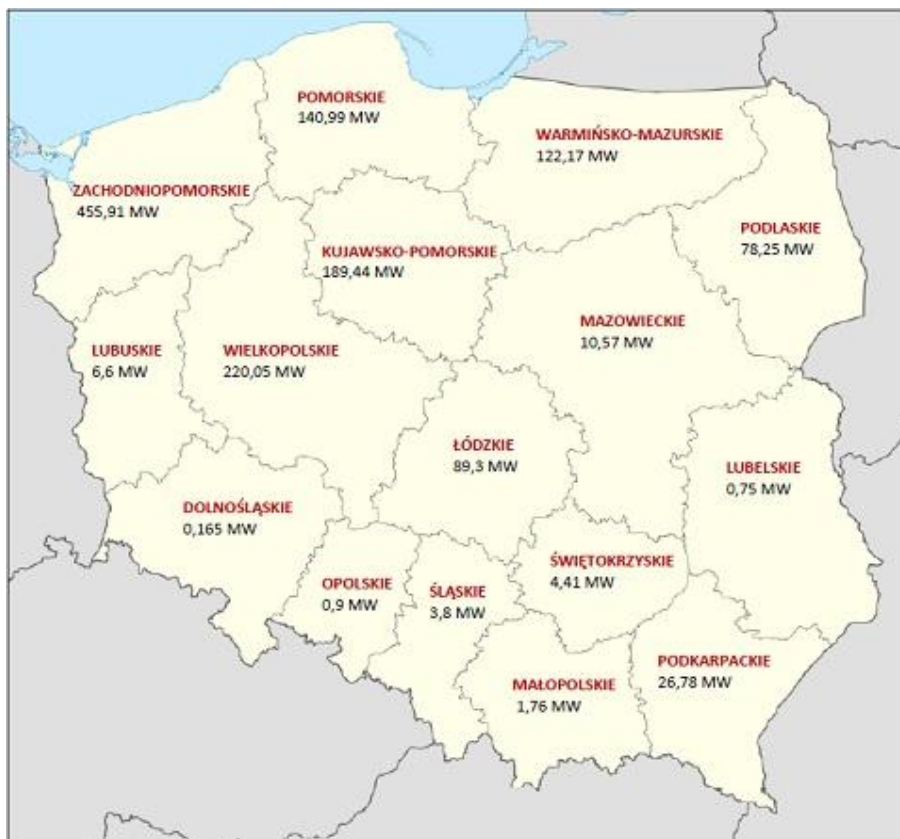 POMORSKIE
140,99 MW
WARMIŃSKO-MAZURSKIE
122,17 MW
ZACHODNIOPOMORSKIE
455,91 MW
PODLASKIE
78,25 MW
KUJAWSKO-POMORSKIE
189,44 MW
MAZOWIECKIE
10,57 MW
LUBUSKIE
6,6 MW
WIELKOPOLSKIE
220,05 MW
ŁÓDZKIE
89,3 MW
LUBELSKIE
0,75 MW
DOLNOŚLĄSKIE
0,165 MW
ŚWIĘTOKRZYSKIE
4,41 MW
OPOLSKIE
0,9 MW
ŚLĄSKIE
3,8 MW
PODKARPACKIE
26,78 MW
MAŁOPOLSKIE
1,76 MW